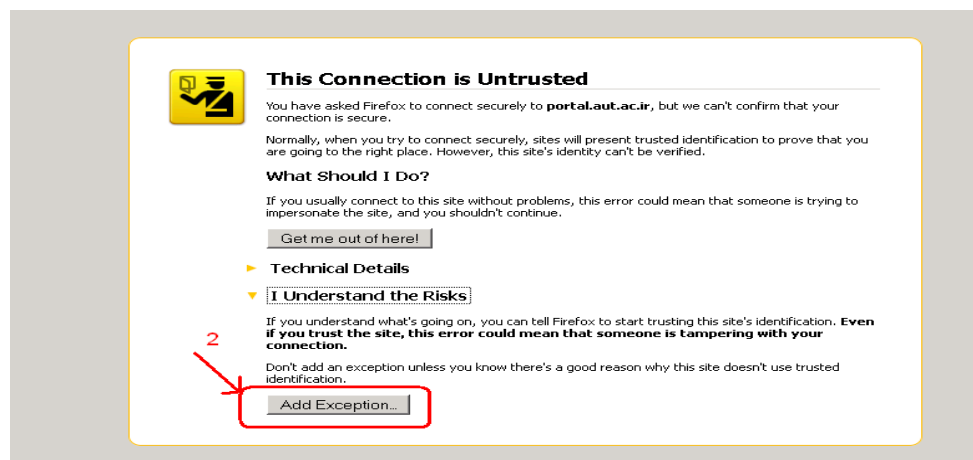 This Connection is Untrusted
You have asked Firefox to connect securely to portal.aut.ac.ir, but we can't confirm that your
connection is secure.
Normally, when you try to connect securely, sites will present trusted identification to prove that you
are going to the right place. However, this site's identity can't be verified.
What Should I Do?
If you usually connect to this site without problems, this error could mean that someone is trying to
impersonate the site, and you shouldn't continue.
Get me out of here!
Technical Details
I Understand the Risks
If you understand what's going on, you can tell Firefox to start trusting this site's identification. Even
if you trust the site, this error could mean that someone is tampering with your
connection.
2
Don't add an exception unless you know there's a good reason why this site doesn't use trusted
identification.
Add Exception...